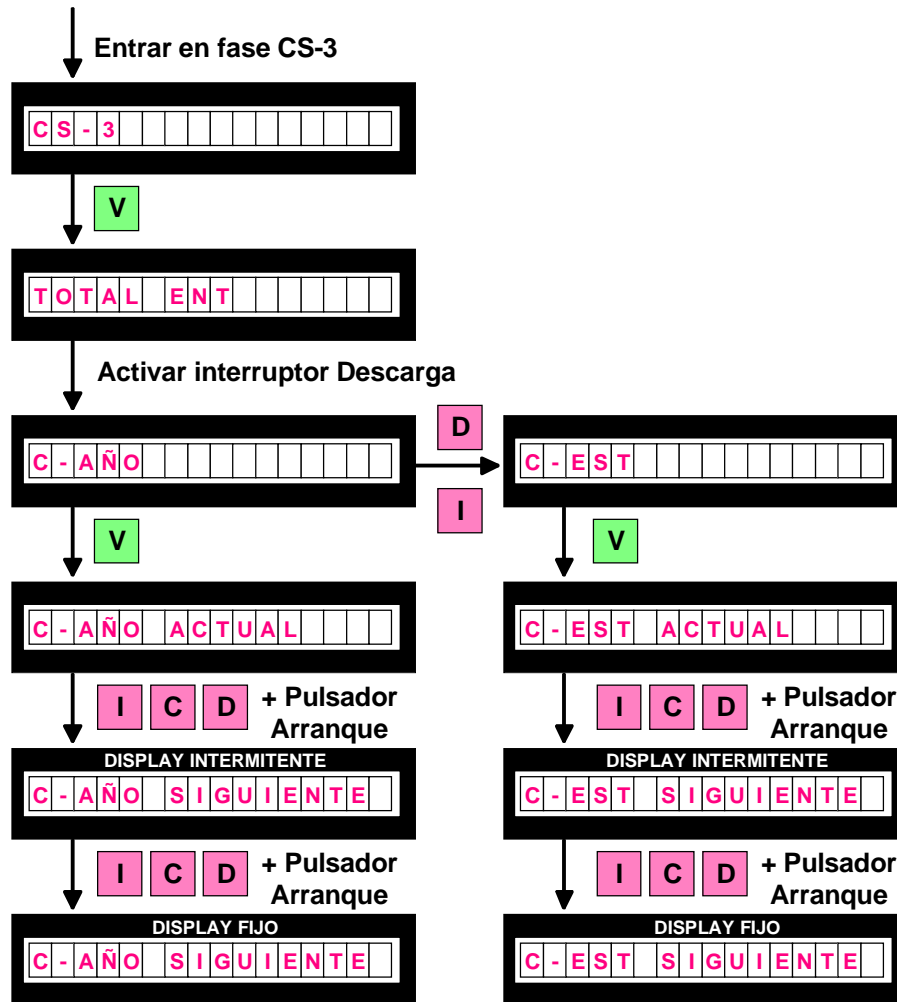 Entrar en fase CS-3
CS-3
V
TOTAL ENT
Activar interruptor Descarga
C-AÑO
D
I
C-EST
V
V
C-AÑO ACTUAL
C-EST ACTUAL
I C D + Pulsador
Arranque
I C D + Pulsador
Arranque
DISPLAY INTERMITENTE
C-AÑO SIGUIENTE
DISPLAY INTERMITENTE
C-EST SIGUIENTE
I C D + Pulsador
Arranque
I C D + Pulsador
Arranque
DISPLAY FIJO
C-AÑO SIGUIENTE
DISPLAY FIJO
C-EST SIGUIENTE